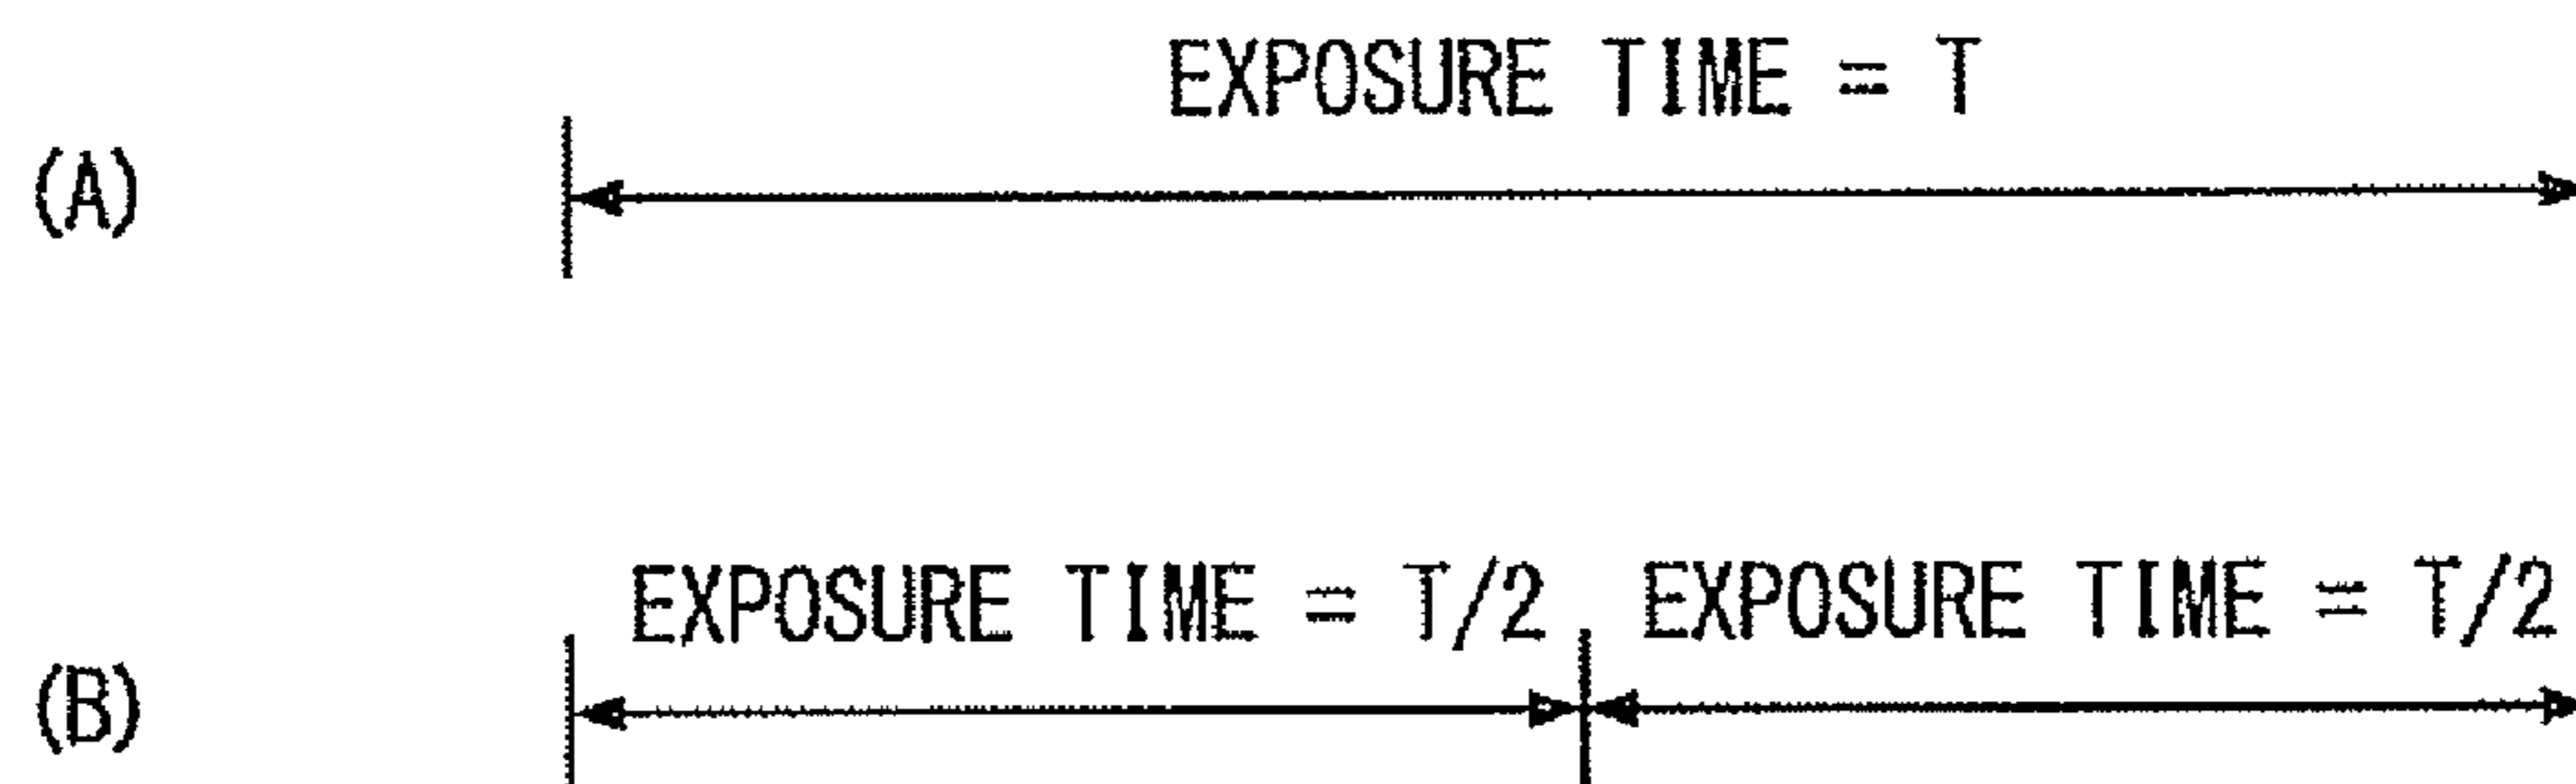 EXPOSURE TIME = T
(A)
EXPOSURE TIME = T/2 EXPOSURE TIME = T/2
(B)